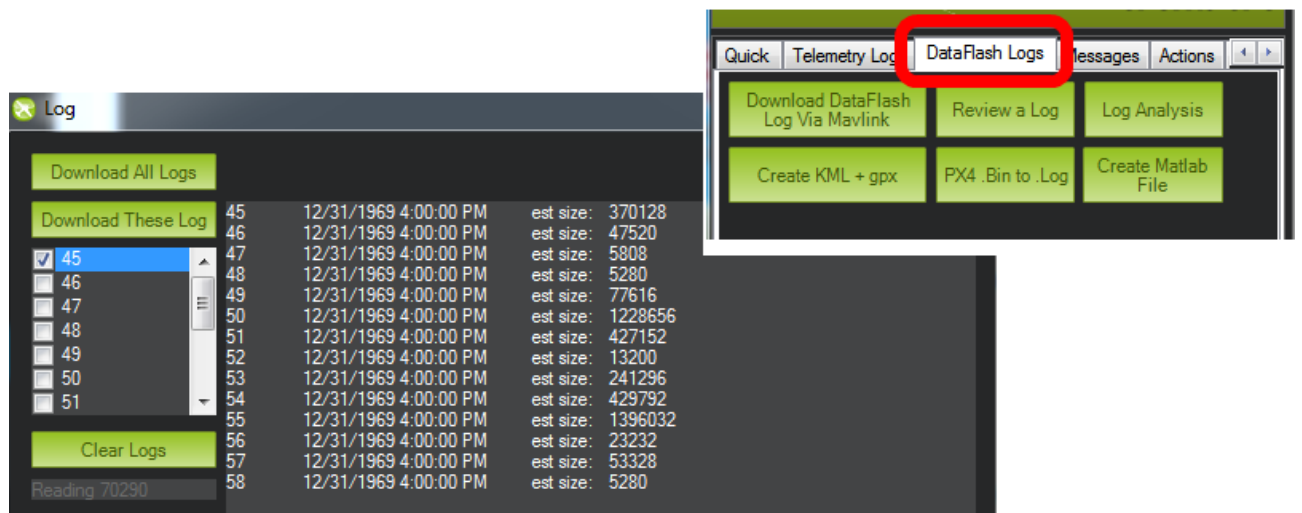 Quick Telemetry Log DataFlash Logs Messages Actions
Download DataFlash
Log Via Mavlink
Review a Log
Log Analysis
Create KML + gpx
PX4 .Bin to .Log
Create Matlab
File
Log
Download All Logs
Download These Log
45
46
47
48
49
50
51
Clear Logs
Reading 70290
45 12/31/1969 4:00:00 PM est size: 370128
46 12/31/1969 4:00:00 PM est size: 47520
47 12/31/1969 4:00:00 PM est size: 5808
48 12/31/1969 4:00:00 PM est size: 5280
49 12/31/1969 4:00:00 PM est size: 77616
50 12/31/1969 4:00:00 PM est size: 1228656
51 12/31/1969 4:00:00 PM est size: 427152
52 12/31/1969 4:00:00 PM est size: 13200
53 12/31/1969 4:00:00 PM est size: 241296
54 12/31/1969 4:00:00 PM est size: 429792
55 12/31/1969 4:00:00 PM est size: 1396032
56 12/31/1969 4:00:00 PM est size: 23232
57 12/31/1969 4:00:00 PM est size: 53328
58 12/31/1969 4:00:00 PM est size: 5280